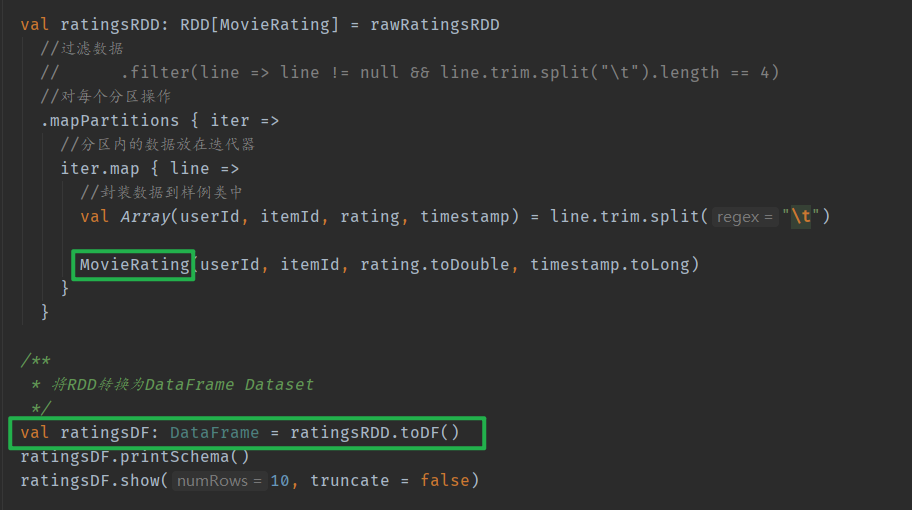 val ratingsRDD: RDD[MovieRating] = rawRatingsRDD
//过滤数据
//      .filter(line => line != null && line.trim.split("\t").length == 4)
//对每个分区操作
.mapPartitions { iter =>
//分区内的数据放在迭代器
iter.map { line =>
//封装数据到样例类中
val Array(userId, itemId, rating, timestamp) = line.trim.split( regex = "\t")
MovieRating(userId, itemId, rating.toDouble, timestamp.toLong)
}
}
/**
* 将RDD转换为DataFrame Dataset
*/
val ratingsDF: DataFrame = ratingsRDD.toDF()
ratingsDF.printSchema()
ratingsDF.show( numRows = 10, truncate = false)